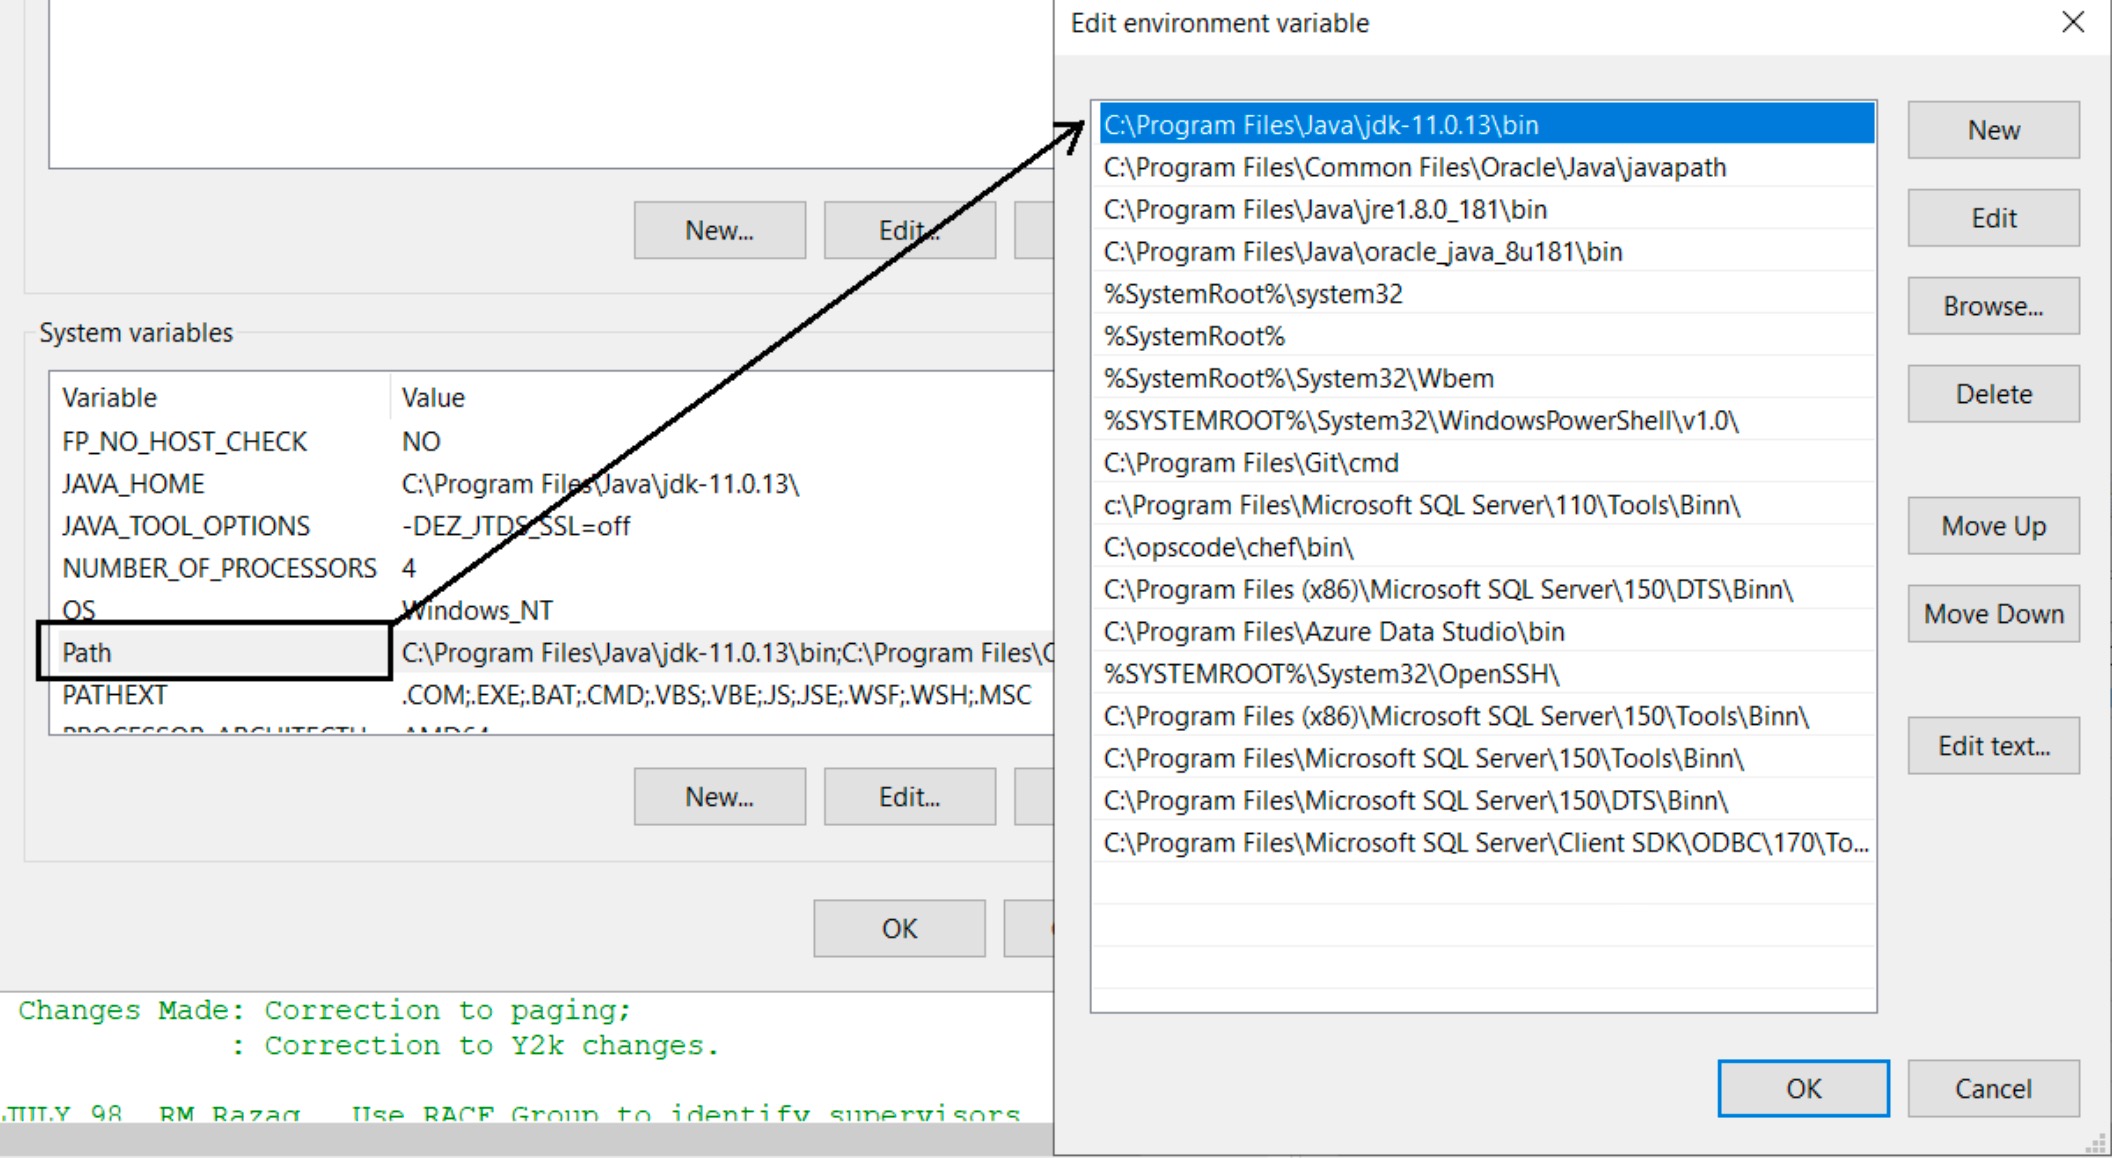 New...
Edit...
System variables
Variable Value
FP_NO_HOST_CHECK NO
JAVA_HOME C:\Program Files\Java\jdk-11.0.13\
JAVA_TOOL_OPTIONS -DEZ_JTDS_SSL=off
NUMBER_OF_PROCESSORS 4
OS Windows_NT
Path C:\Program Files\Java\jdk-11.0.13\bin;C:\Program Files\C
PATHEXT .COM;.EXE;.BAT;.CMD;.VBS;.VBE;.JS;.JSE;.WSF;.WSH;.MSC
New...
Edit...
OK
Changes Made: Correction to paging;
: Correction to Y2k changes.
JULY 98 RM Razaq Use RACF Group to identify supervisors
Edit environment variable
C:\Program Files\Java\jdk-11.0.13\bin
C:\Program Files\Common Files\Oracle\Java\javapath
C:\Program Files\Java\jre1.8.0_181\bin
C:\Program Files\Java\oracle_java_8u181\bin
%SystemRoot%\system32
%SystemRoot%
%SystemRoot%\System32\Wbem
%SYSTEMROOT%\System32\WindowsPowerShell\v1.0\
C:\Program Files\Git\cmd
c:\Program Files\Microsoft SQL Server\110\Tools\Binn\
C:\opscode\chef\bin\
C:\Program Files (x86)\Microsoft SQL Server\150\DTS\Binn\
C:\Program Files\Azure Data Studio\bin
%SYSTEMROOT%\System32\OpenSSH\
C:\Program Files (x86)\Microsoft SQL Server\150\Tools\Binn\
C:\Program Files\Microsoft SQL Server\150\Tools\Binn\
C:\Program Files\Microsoft SQL Server\150\DTS\Binn\
C:\Program Files\Microsoft SQL Server\Client SDK\ODBC\170\To...
New
Edit
Browse...
Delete
Move Up
Move Down
Edit text...
OK
Cancel